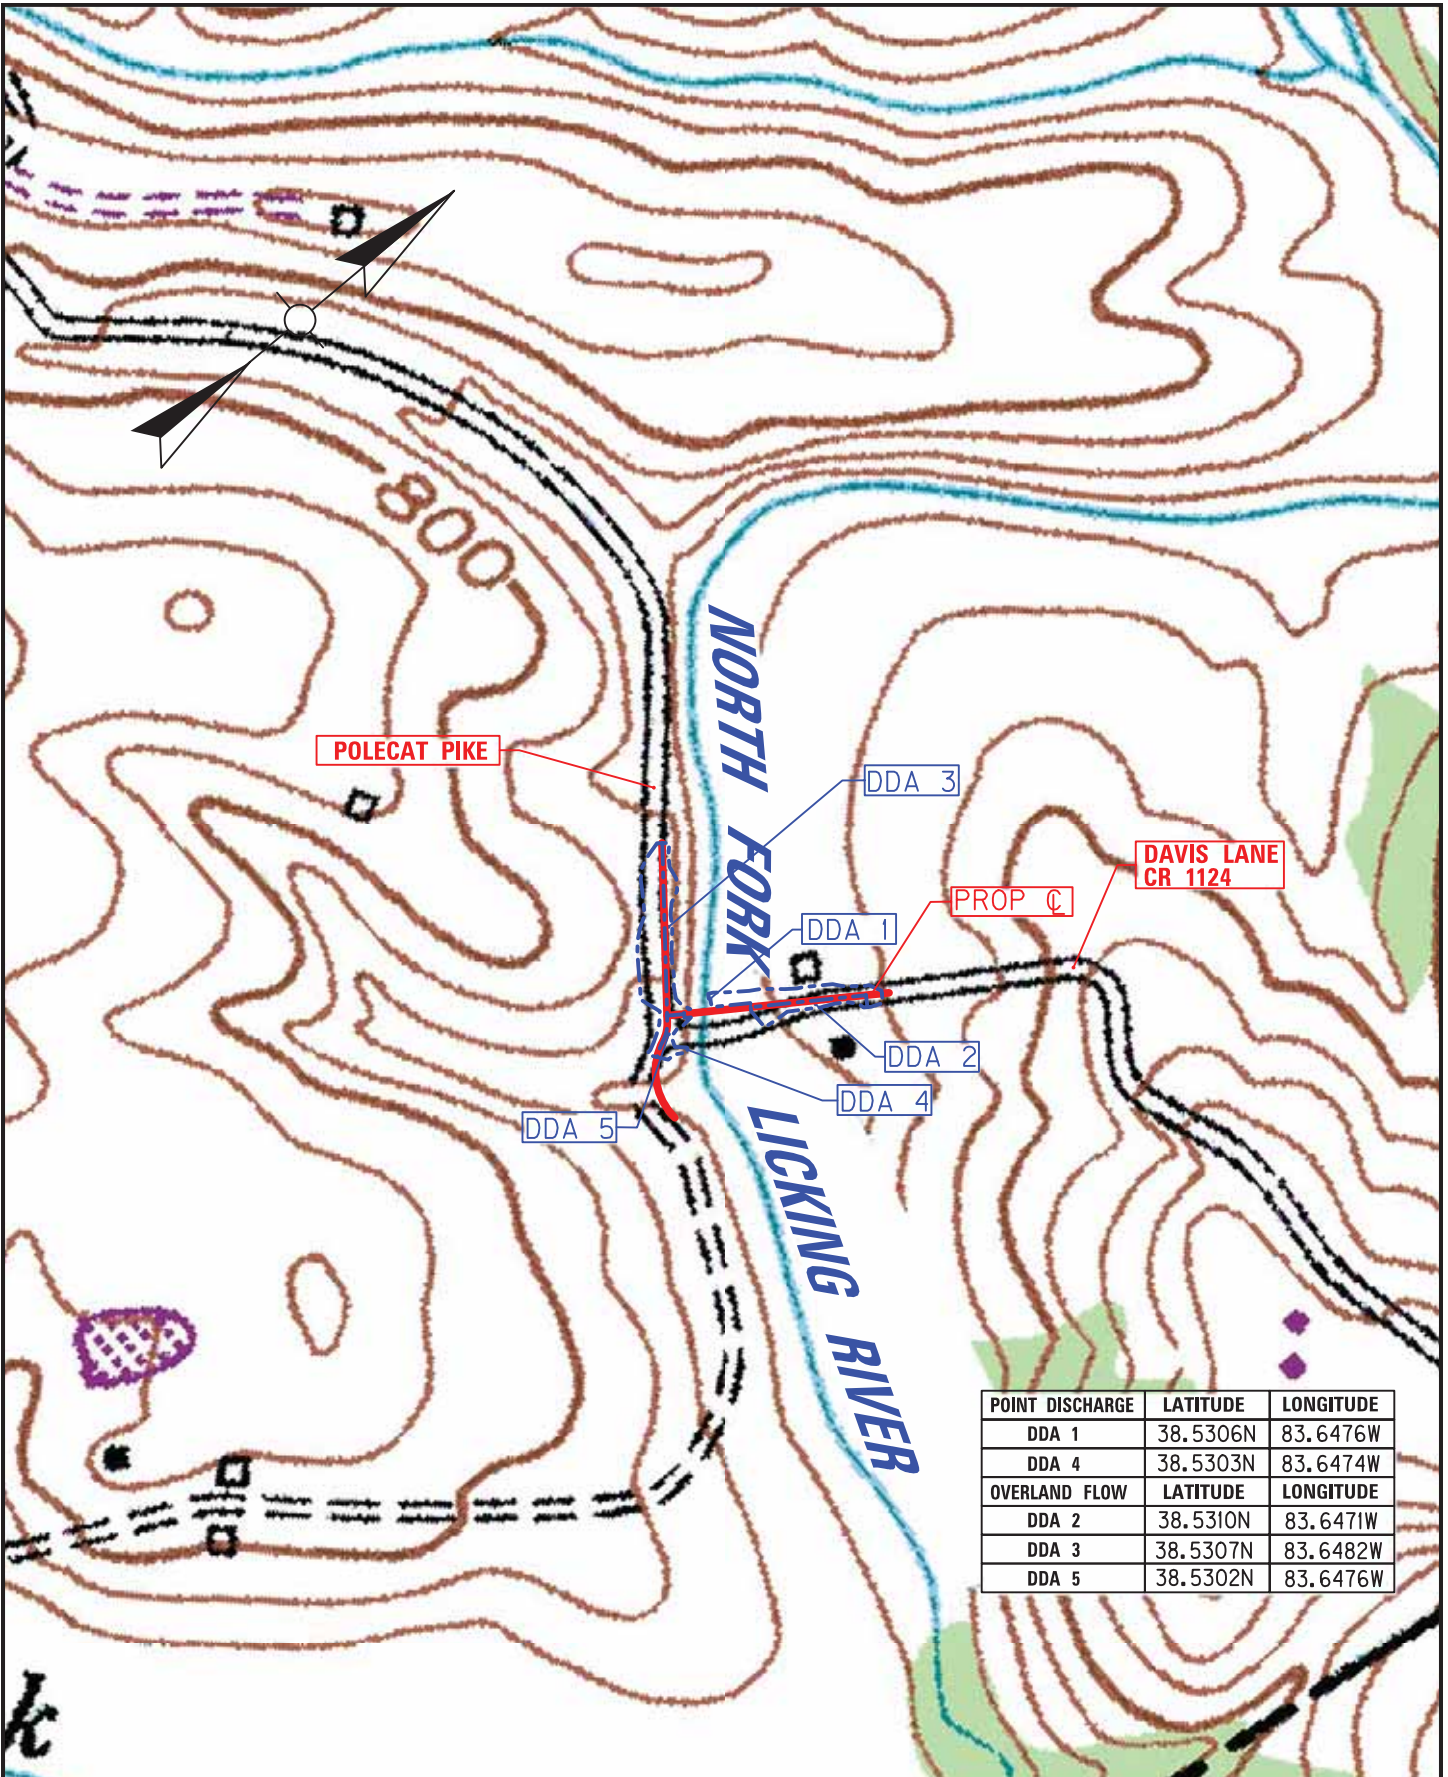 800
NORTH FORK
POLECAT PIKE
DDA 3
DAVIS LANE
CR 1124
PROP ℄
DDA 1
DDA 2
DDA 4
DDA 5
LICKING RIVER
POINT DISCHARGE LATITUDE LONGITUDE
DDA 1 38.5306N 83.6476W
DDA 4 38.5303N 83.6474W
OVERLAND FLOW LATITUDE LONGITUDE
DDA 2 38.5310N 83.6471W
DDA 3 38.5307N 83.6482W
DDA 5 38.5302N 83.6476W
k